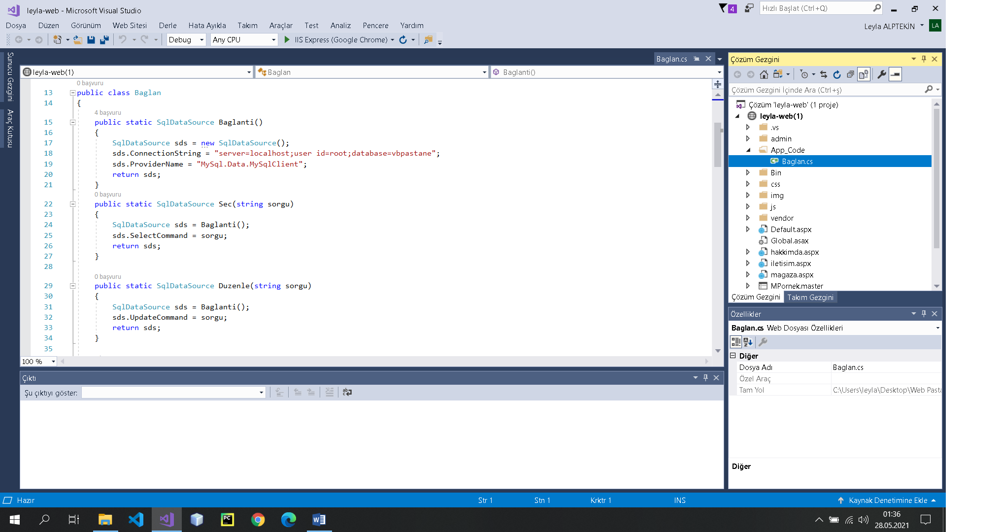 leyla-web - Microsoft Visual Studio
4
Hızlı Başlat (Ctrl+Q)
Dosya Düzen Görünüm Web Sitesi Derle Hata Ayıkla Takım Araçlar Test Analiz Pencere Yardım
Leyla ALPTEKİN LA
Debug Any CPU IIS Express (Google Chrome)
Sunucu Gezgini
Araç Kutusu
Baglan.cs
leyla-web(1) Baglan Baglanti()
0 başvuru
13 public class Baglan
14 {
4 başvuru
15 public static SqlDataSource Baglanti()
16 {
17 SqlDataSource sds = new SqlDataSource();
18 sds.ConnectionString = "server=localhost;user id=root;database=vbpastane";
19 sds.ProviderName = "MySql.Data.MySqlClient";
20 return sds;
21 }
0 başvuru
22 public static SqlDataSource Sec(string sorgu)
23 {
24 SqlDataSource sds = Baglanti();
25 sds.SelectCommand = sorgu;
26 return sds;
27 }
28
0 başvuru
29 public static SqlDataSource Duzenle(string sorgu)
30 {
31 SqlDataSource sds = Baglanti();
32 sds.UpdateCommand = sorgu;
33 return sds;
34 }
35
100 %
Çıktı
Şu çıktıyı göster:
Çözüm Gezgini
Çözüm Gezgini İçinde Ara (Ctrl+ş)
Çözüm 'leyla-web' (1 proje)
leyla-web(1)
.vs
admin
App_Code
Baglan.cs
Bin
css
img
js
vendor
Default.aspx
Global.asax
hakkimda.aspx
iletisim.aspx
magaza.aspx
MPornek.master
Çözüm Gezgini Takım Gezgini
Özellikler
Baglan.cs Web Dosyası Özellikleri
Diğer
Dosya Adı Baglan.cs
Özel Araç
Tam Yol C:\Users\leyla\Desktop\Web Pasta
Diğer
Hazır Str 1 Stn 1 Krktr 1 INS Kaynak Denetimine Ekle
01:36
28.05.2021